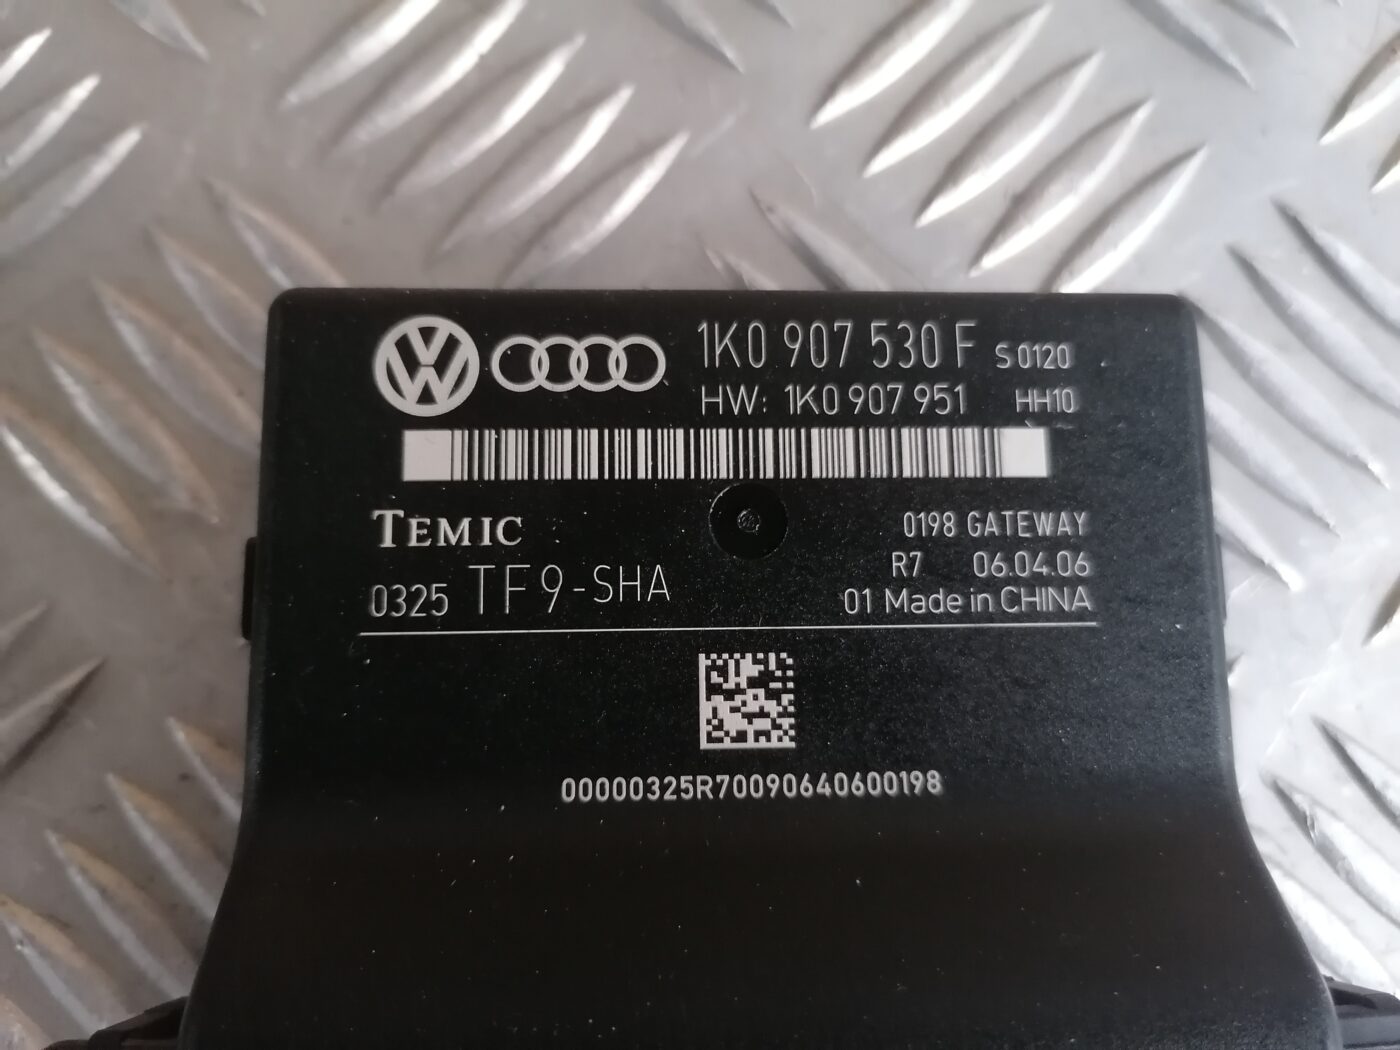 1K0 907 530 F S0120
HW: 1K0 907 951 HH10
TEMIC
0198 GATEWAY
R7 06.04.06
0325 TF9-SHA
01 Made in CHINA
00000325R70090640600198